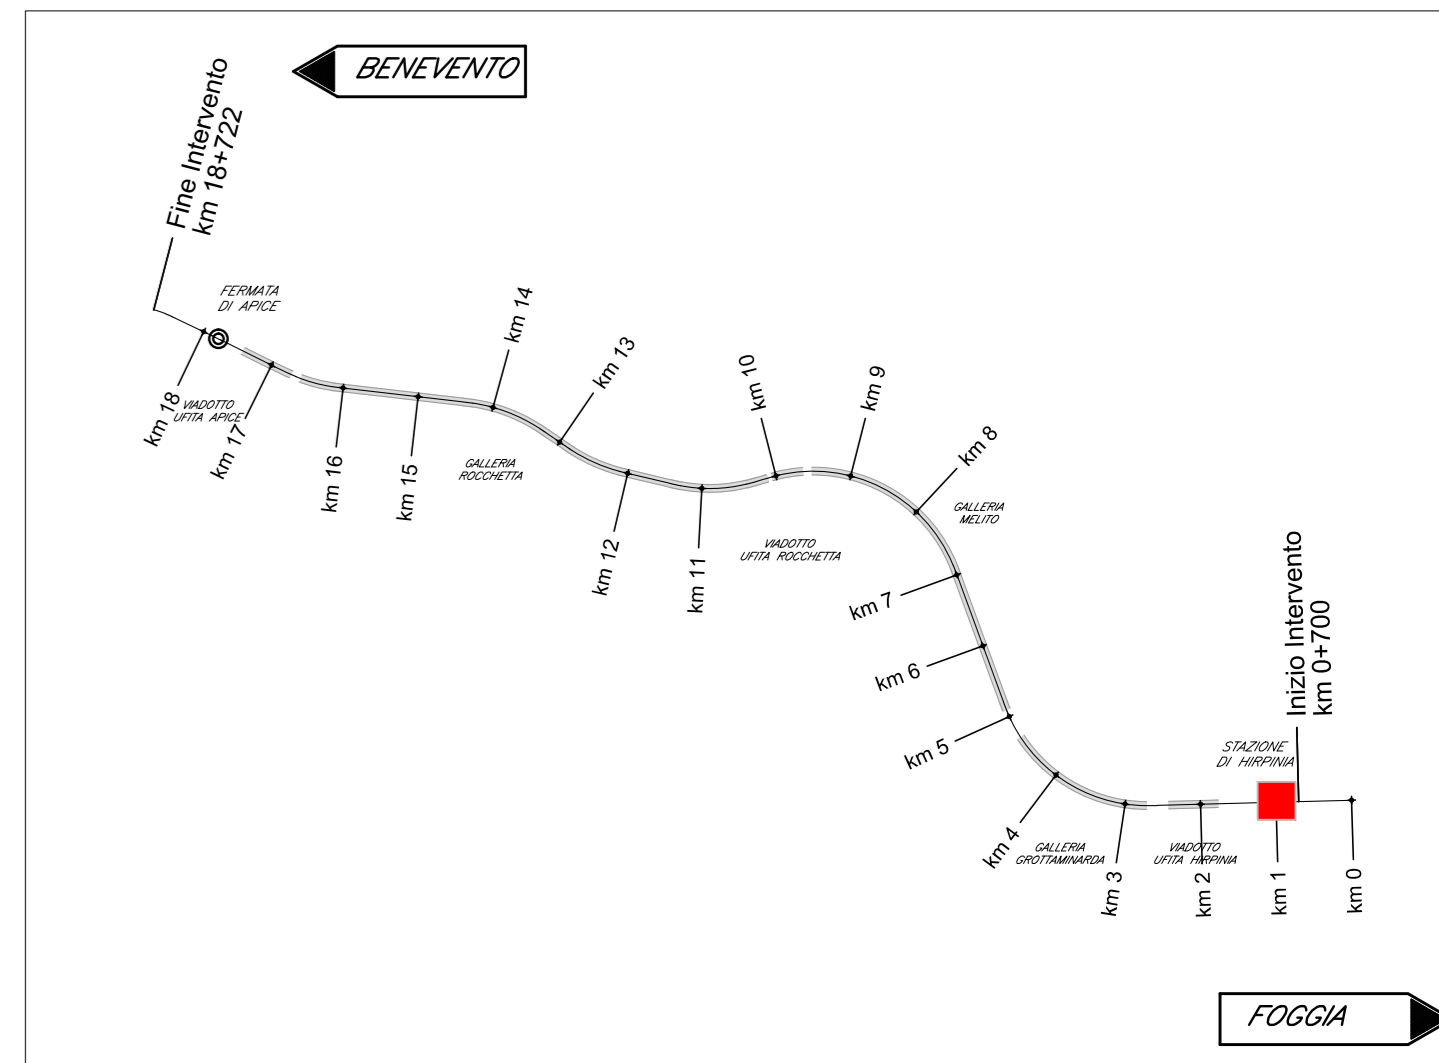 BENEVENTO
Fine Intervento
km 18+722
FERMATA
DI APICE
km 18
VIADOTTO
UFITA APICE
km 17
km 16
km 15
GALLERIA
ROCCHETTA
km 14
km 13
km 12
km 11
VIADOTTO
UFITA ROCCHETTA
km 10
km 9
km 8
GALLERIA
MELITO
km 7
km 6
km 5
km 4
GALLERIA
GROTTAMINARDA
km 3
VIADOTTO
UFITA HIRPINIA
km 2
STAZIONE
DI HIRPINIA
km 1
Inizio Intervento
km 0+700
km 0
FOGGIA